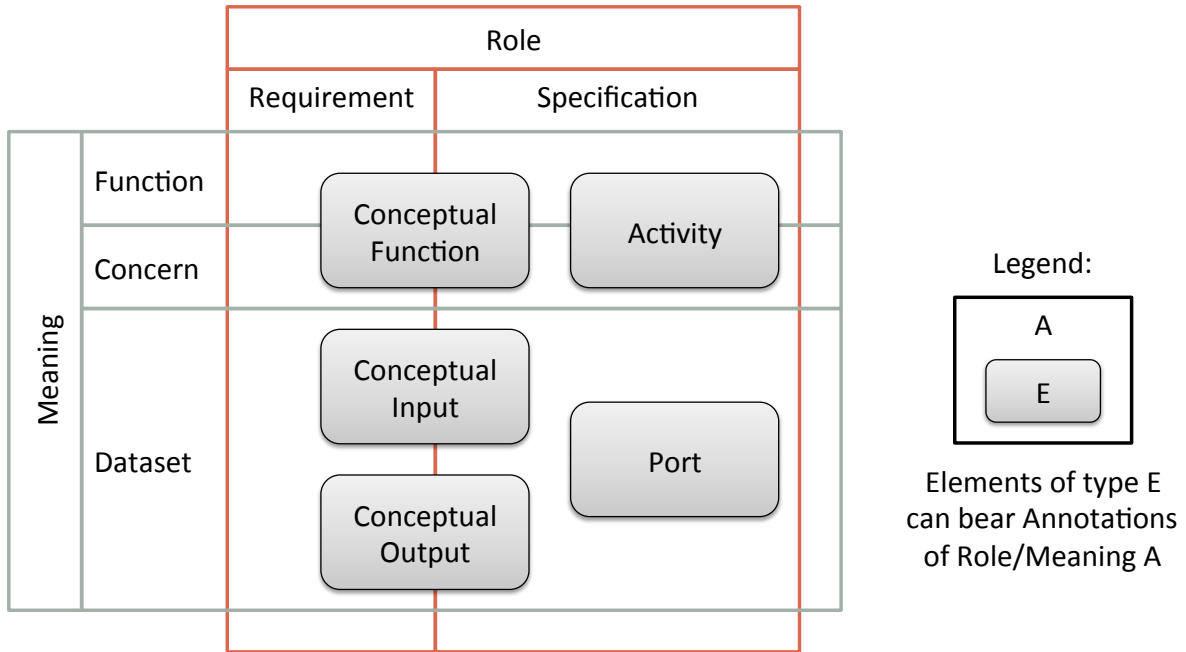 Role
Requirement
Specification
Meaning
Function
Concern
Dataset
Conceptual
Function
Activity
Conceptual
Input
Conceptual
Output
Port
Legend:
A
E
Elements of type E
can bear Annotations
of Role/Meaning A